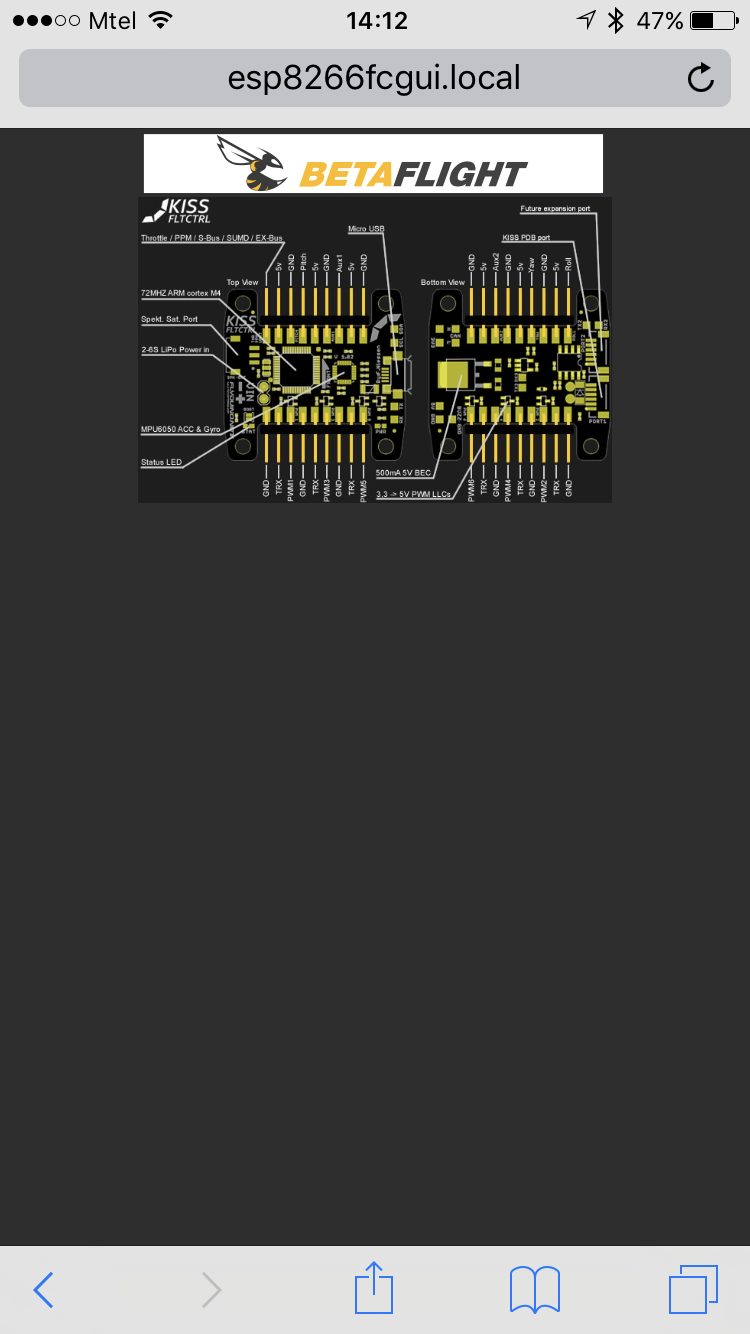 Mtel
14:12
47%
esp8266fcgui.local
BETAFLIGHT
KISS
FLTCTRL
Future expansion port
Micro USB
Throttle / PPM / S-Bus / SUMD / EX-Bus
KISS PDB port
5v
GND
Pitch
5v
GND
Aux1
5v
GND
GND
5v
Aux2
GND
5v
Yaw
GND
5v
Roll
Top View
Bottom View
72MHZ ARM cortex M4
Spekt. Sat. Port
KISS
FLTCTRL
2-6S LiPo Power in
MPU6050 ACC & Gyro
PORT1
Status LED
500mA 5V BEC
3.3 -> 5V PWM LLCs
GND
TRX
PWM1
GND
TRX
PWM3
GND
TRX
PWM5
PWM6
TRX
GND
PWM4
TRX
GND
PWM2
TRX
GND